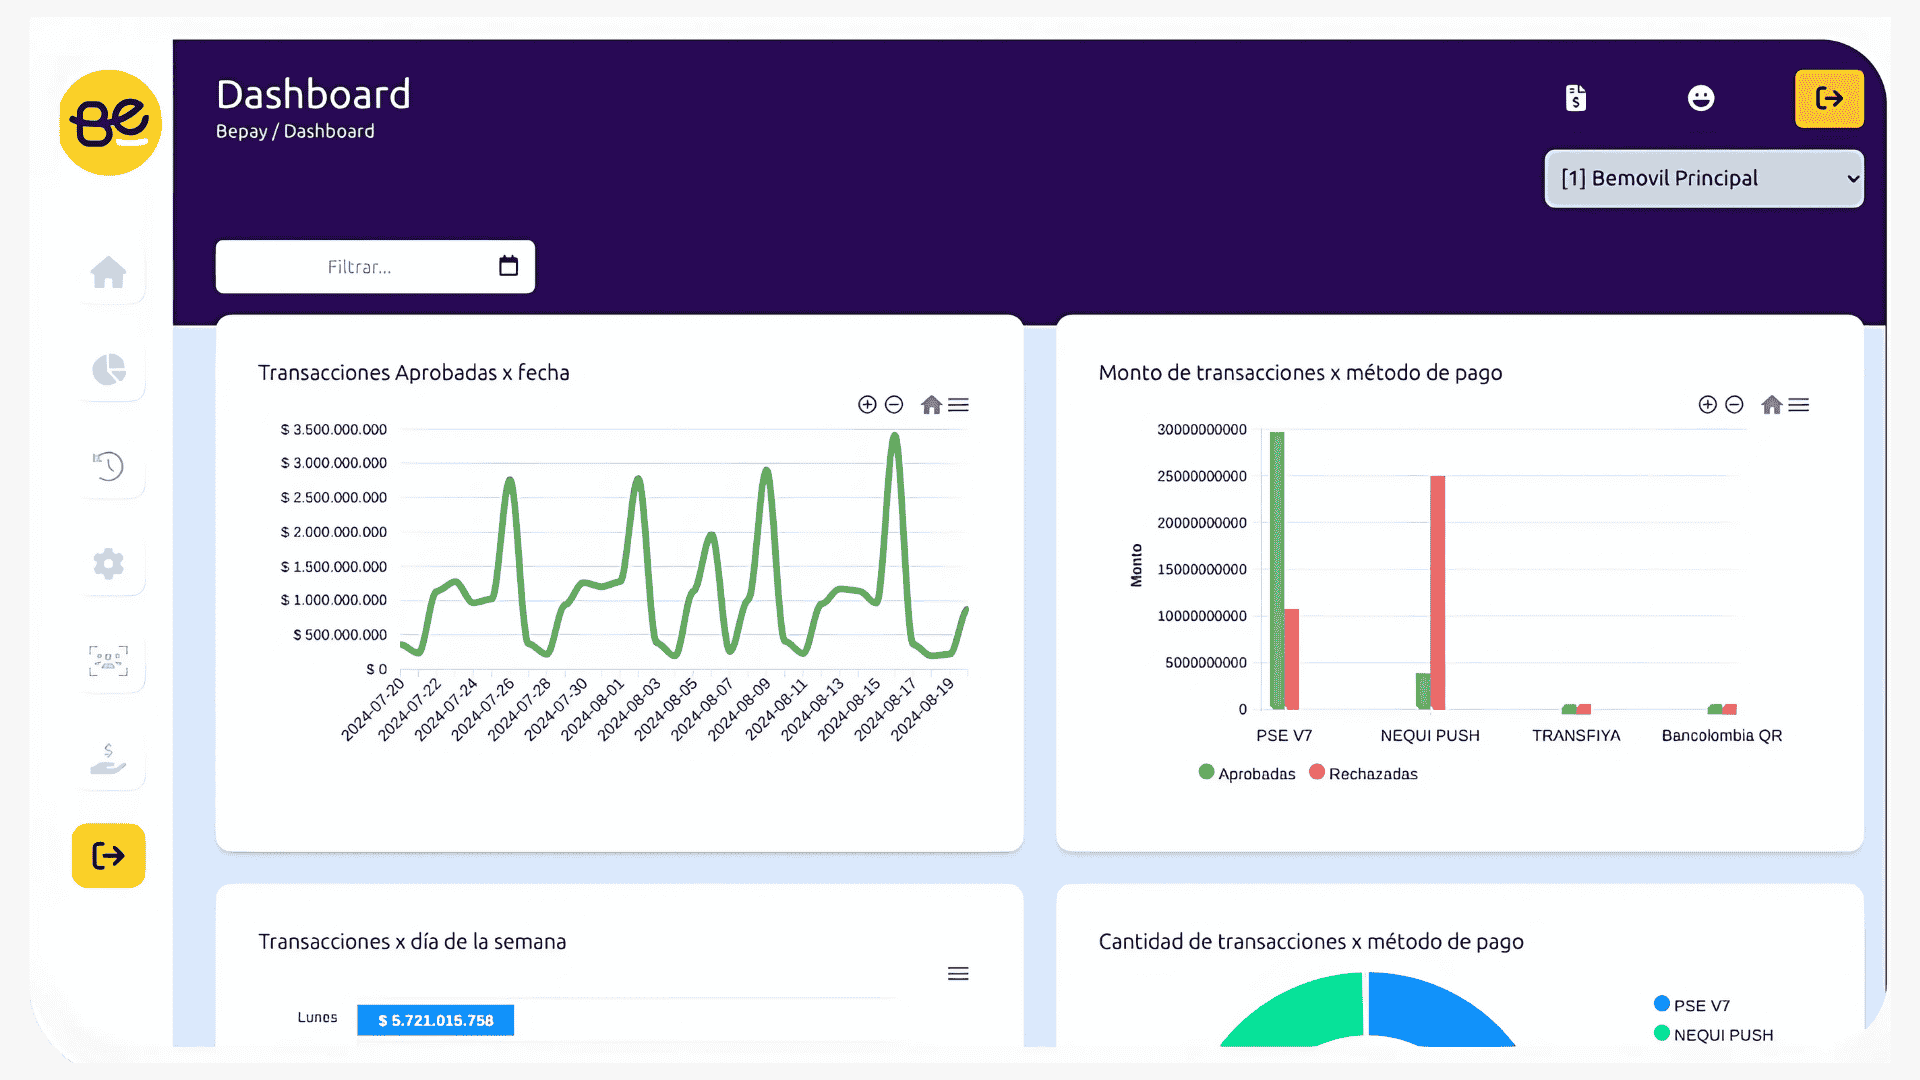 Be
Dashboard
Bepay / Dashboard
[1] Bemovil Principal
Filtrar...
Transacciones Aprobadas x fecha
$ 3.500.000.000
$ 3.000.000.000
$ 2.500.000.000
$ 2.000.000.000
$ 1.500.000.000
$ 1.000.000.000
$ 500.000.000
$ 0
2024-07-20
2024-07-22
2024-07-24
2024-07-26
2024-07-28
2024-07-30
2024-08-01
2024-08-03
2024-08-05
2024-08-07
2024-08-09
2024-08-11
2024-08-13
2024-08-15
2024-08-17
2024-08-19
Monto de transacciones x método de pago
Monto
30000000000
25000000000
20000000000
15000000000
10000000000
5000000000
0
PSE V7
NEQUI PUSH
TRANSFIYA
Bancolombia QR
Aprobadas
Rechazadas
Transacciones x día de la semana
Lunes
$ 5.721.015.758
Cantidad de transacciones x método de pago
PSE V7
NEQUI PUSH